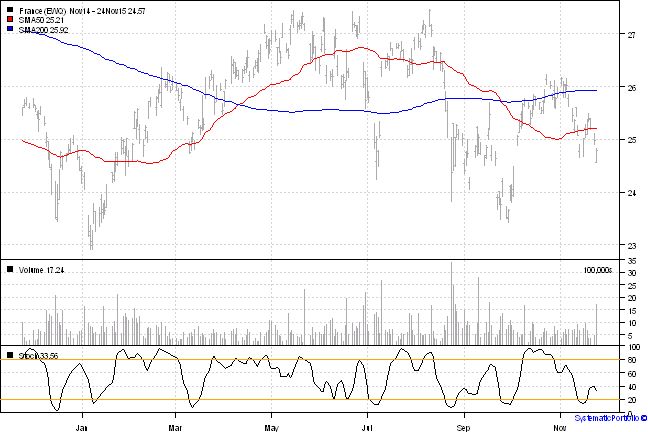 France (EWQ) Nov14 - 24Nov15 24.57
SMA50 25.21
SMA200 25.92
27
26
25
24
23
Volume 17.24
100,000s
35
30
25
20
15
10
5
Stoch 33.56
100
80
60
40
20
0
Jan Mar May Jul Sep Nov
SystematicPortfolio ©